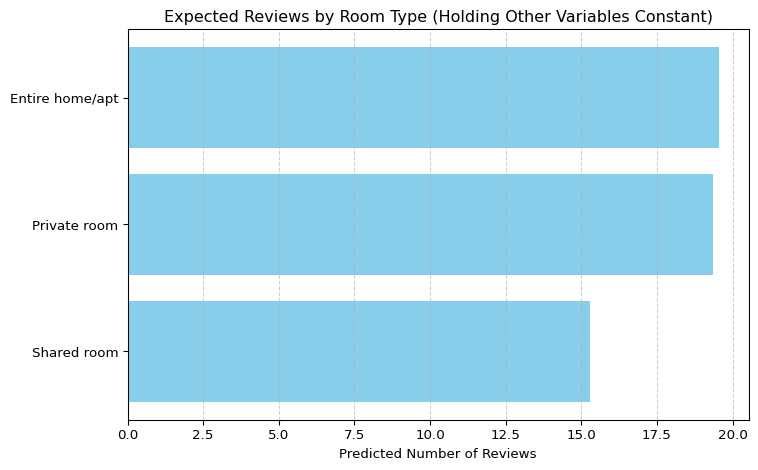 Expected Reviews by Room Type (Holding Other Variables Constant)
Entire home/apt
Private room
Shared room
0.0 2.5 5.0 7.5 10.0 12.5 15.0 17.5 20.0
Predicted Number of Reviews